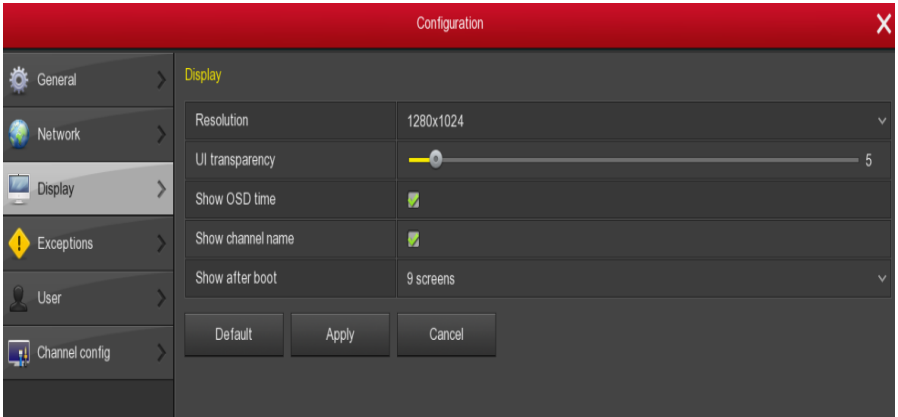 Configuration
X
General
Network
Display
Exceptions
User
Channel config
Display
Resolution 1280x1024
UI transparency 5
Show OSD time
Show channel name
Show after boot 9 screens
Default Apply Cancel